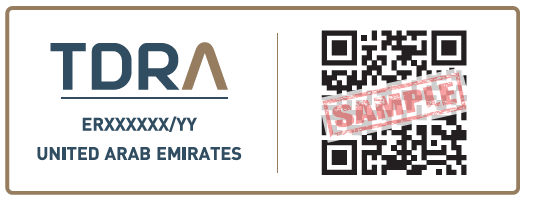 TDRA
ERXXXXXX/YY
UNITED ARAB EMIRATES
SAMPLE